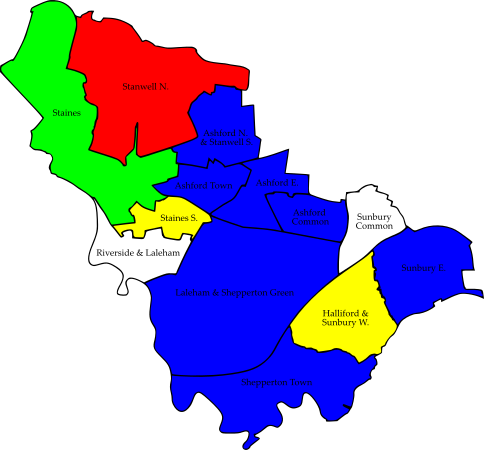 Stanwell N.
Staines
Ashford N.
& Stanwell S.
Ashford Town
Ashford E.
Ashford
Common
Staines S.
Sunbury
Common
Riverside & Laleham
Sunbury E.
Laleham & Shepperton Green
Halliford &
Sunbury W.
Shepperton Town